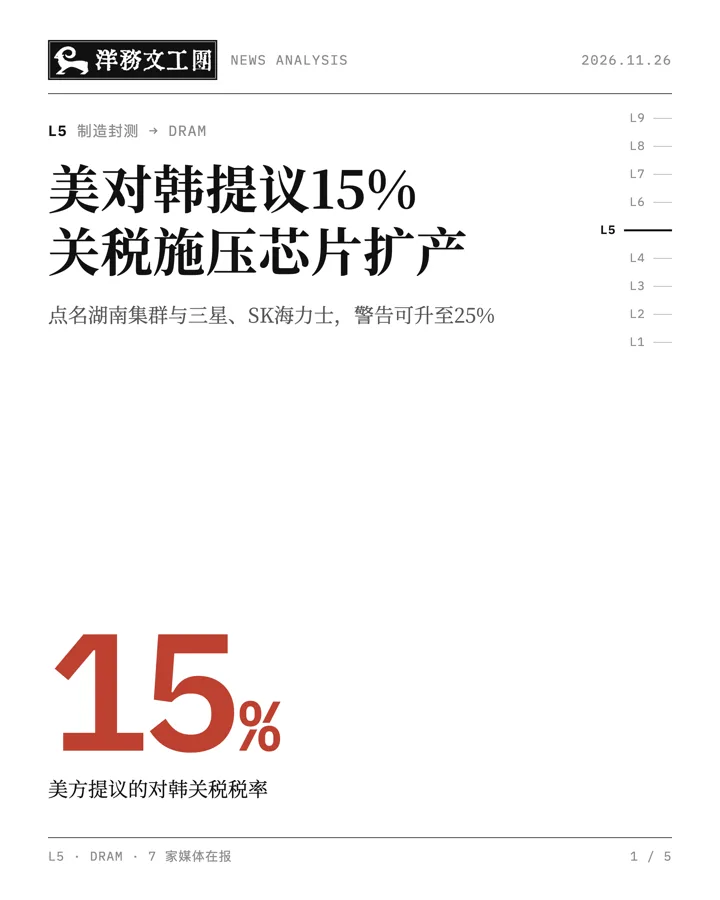 洋務文工團 NEWS ANALYSIS 2026.11.26
L5 制造封测 → DRAM
美对韩提议15%
关税施压芯片扩产
点名湖南集群与三星、SK海力士，警告可升至25%
L9
L8
L7
L6
L5
L4
L3
L2
L1
15%
美方提议的对韩关税税率
L5 · DRAM · 7 家媒体在报 1 / 5